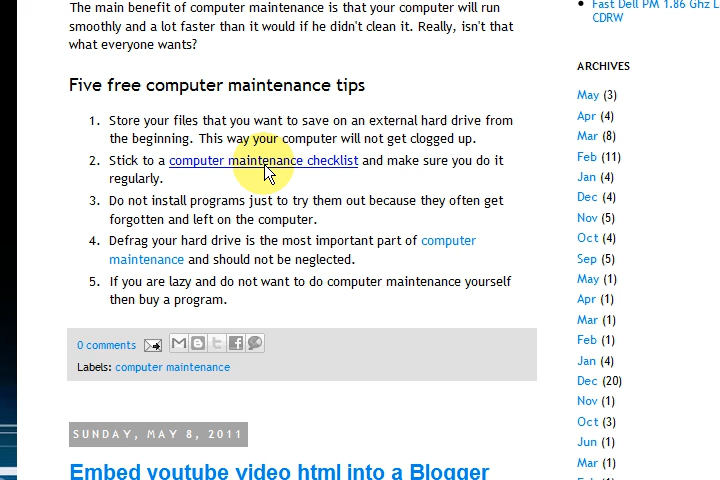 The main benefit of computer maintenance is that your computer will run
smoothly and a lot faster than it would if he didn't clean it. Really, isn't that
what everyone wants?
Five free computer maintenance tips
1. Store your files that you want to save on an external hard drive from
the beginning. This way your computer will not get clogged up.
2. Stick to a computer maintenance checklist and make sure you do it
regularly.
3. Do not install programs just to try them out because they often get
forgotten and left on the computer.
4. Defrag your hard drive is the most important part of computer
maintenance and should not be neglected.
5. If you are lazy and do not want to do computer maintenance yourself
then buy a program.
0 comments
Labels: computer maintenance
SUNDAY, MAY 8, 2011
Embed youtube video html into a Blogger
Fast Dell PM 1.86 Ghz L
CDRW
ARCHIVES
May (3)
Apr (4)
Mar (8)
Feb (11)
Jan (4)
Dec (4)
Nov (5)
Oct (4)
Sep (5)
May (1)
Apr (1)
Mar (1)
Feb (1)
Jan (4)
Dec (20)
Nov (1)
Oct (3)
Jun (1)
Mar (1)